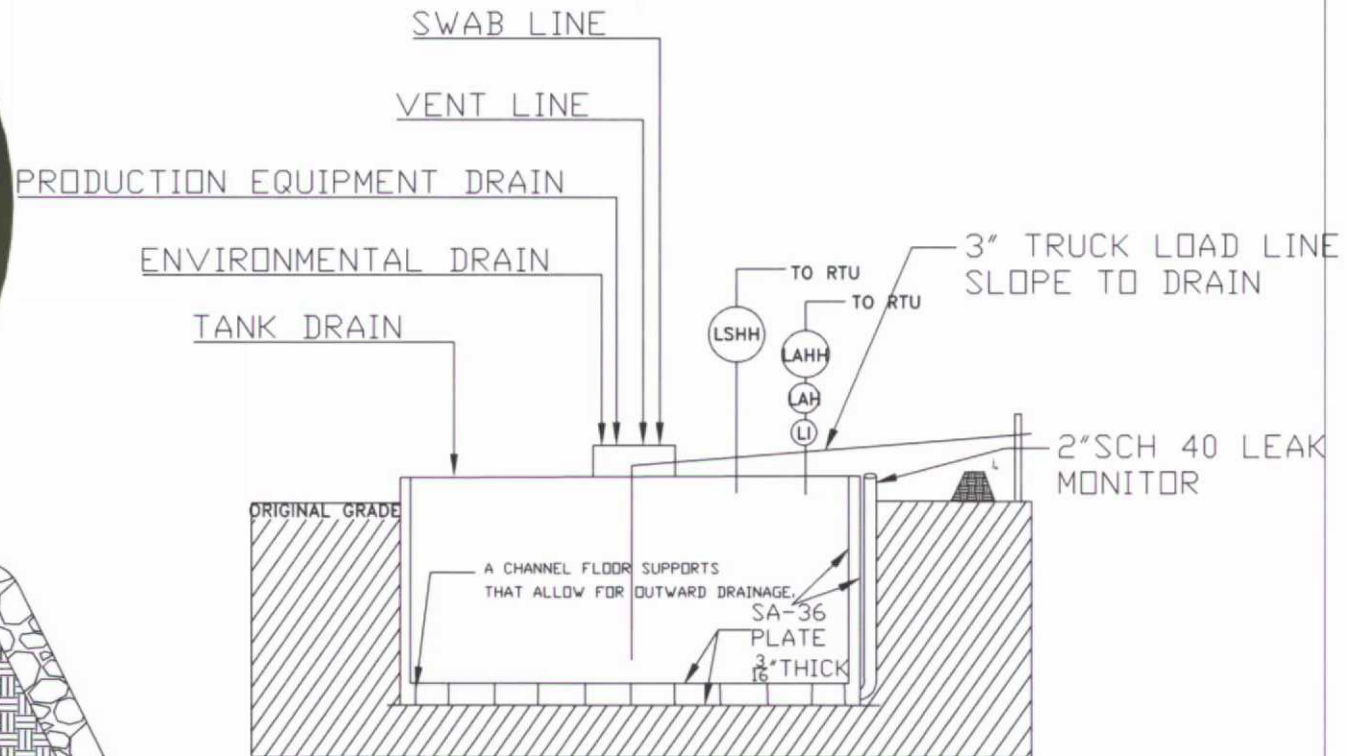 SWAB LINE
VENT LINE
PRODUCTION EQUIPMENT DRAIN
ENVIRONMENTAL DRAIN
TANK DRAIN
TO RTU
TO RTU
3" TRUCK LOAD LINE
SLOPE TO DRAIN
LSHH
LAHH
LAH
LI
2"SCH 40 LEAK
MONITOR
ORIGINAL GRADE
A CHANNEL FLOOR SUPPORTS
THAT ALLOW FOR OUTWARD DRAINAGE.
SA-36
PLATE
3/16"THICK